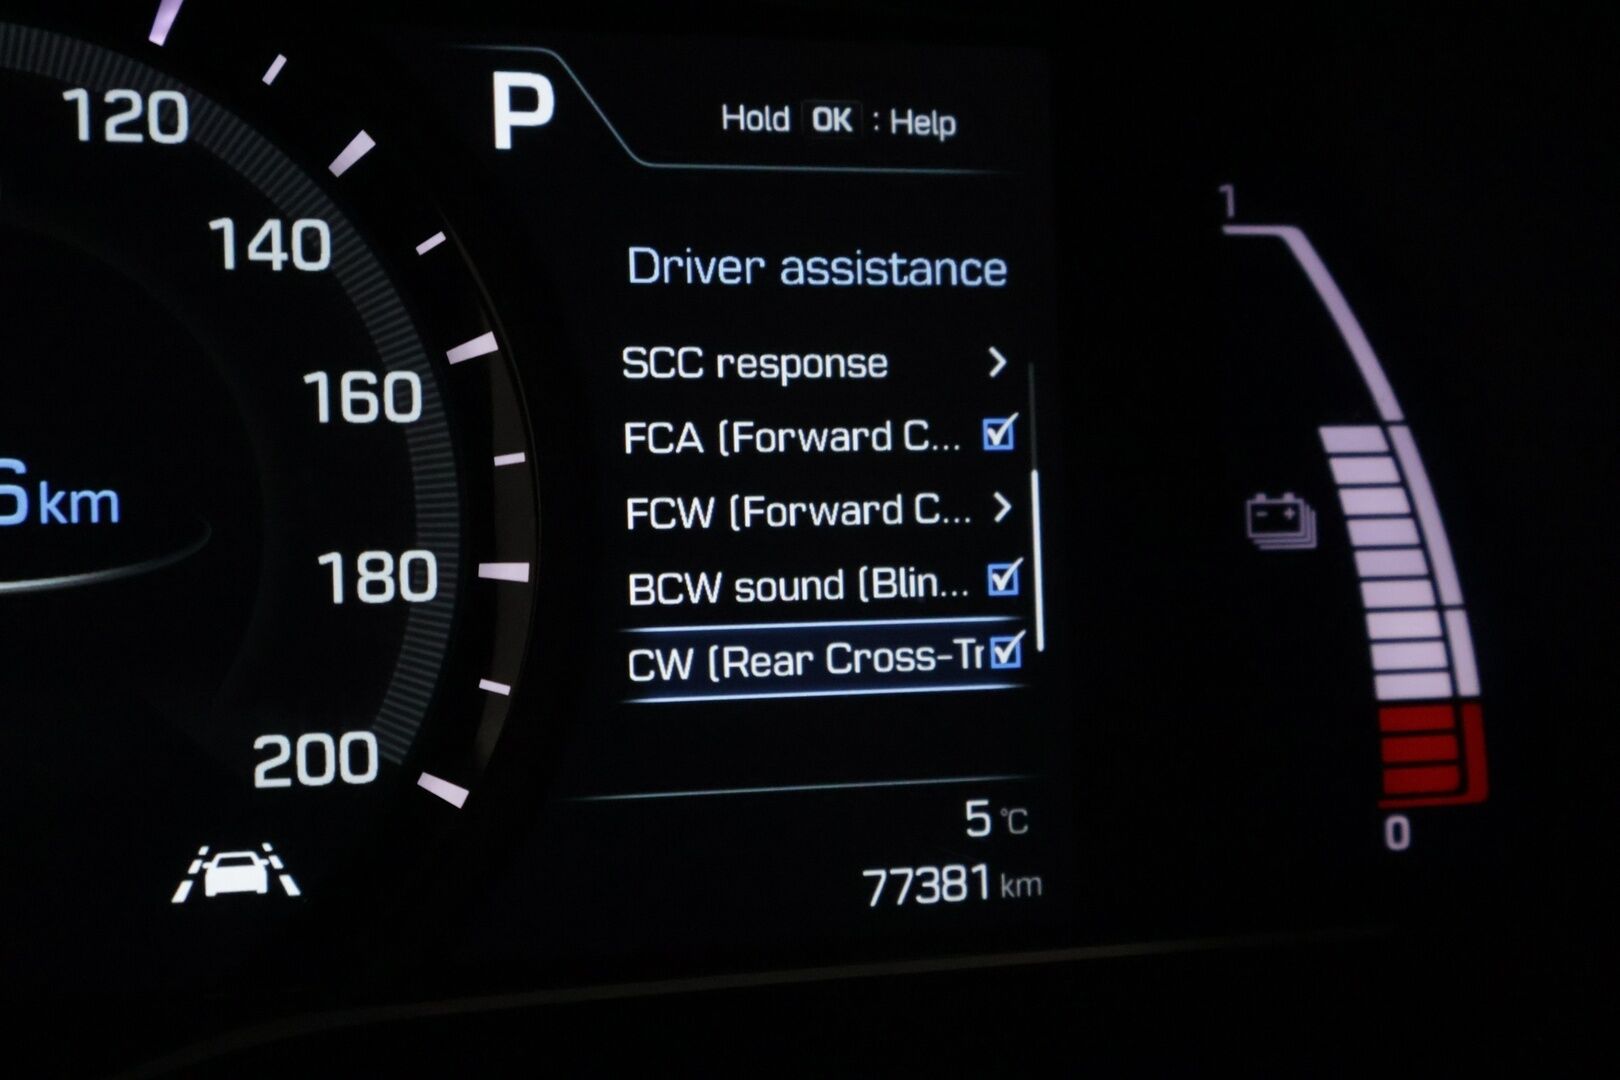 120
140
160
180
200
km
P
Hold OK : Help
Driver assistance
SCC response
FCA (Forward C...
FCW (Forward C...
BCW sound (Blin...
CW (Rear Cross-Tr
5 °C
77381 km
1
0